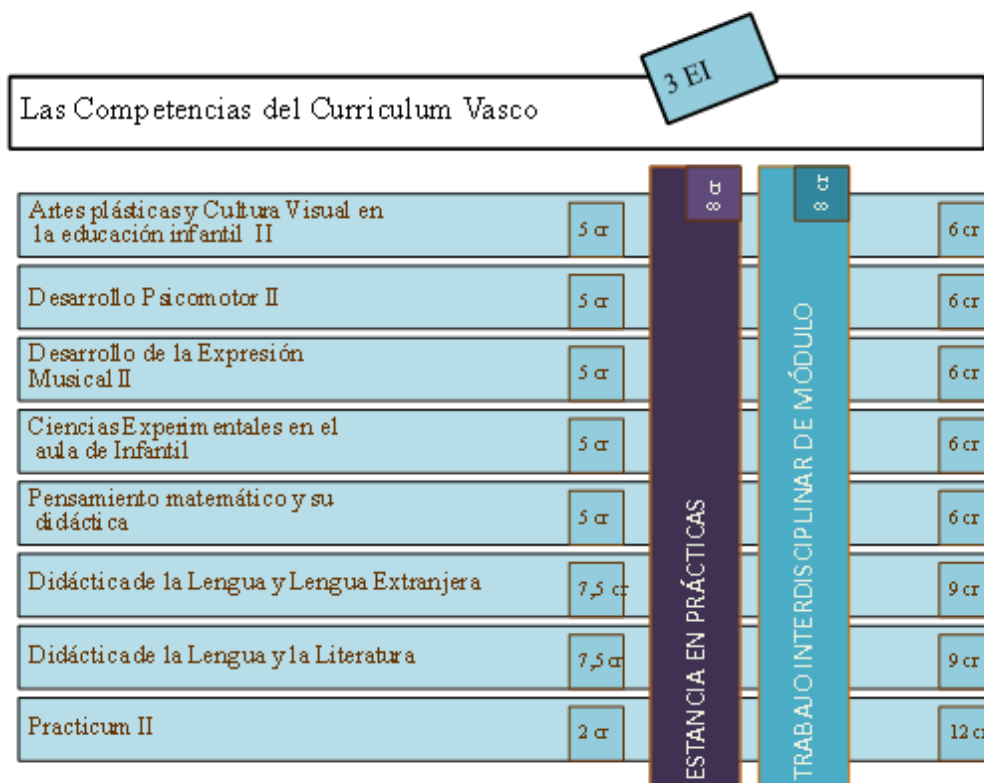 3 EI
Las Competencias del Curriculum Vasco
8 cr
8 cr
Artes plásticas y Cultura Visual en
la educación infantil II
5 cr
6 cr
Desarrollo Psicomotor II
5 cr
6 cr
Desarrollo de la Expresión
Musical II
5 cr
6 cr
Ciencias Experimentales en el
aula de Infantil
5 cr
6 cr
Pensamiento matemático y su
didáctica
5 cr
6 cr
Didáctica de la Lengua y Lengua Extranjera
7,5 cr
9 cr
Didáctica de la Lengua y la Literatura
7,5 cr
9 cr
Practicum II
2 cr
12 cr
ESTANCIA EN PRÁCTICAS
TRABAJO INTERDISCIPLINAR DE MÓDULO